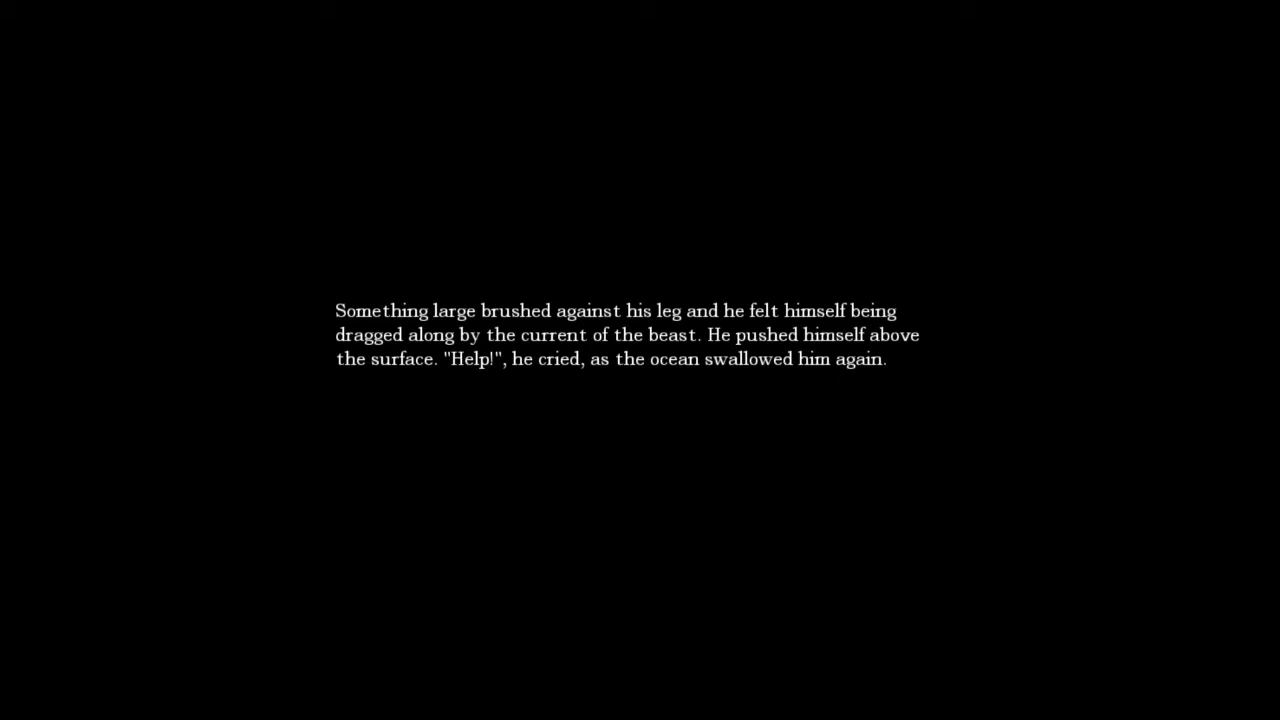 Something large brushed against his leg and he felt himself being
dragged along by the current of the beast. He pushed himself above
the surface. "Help!", he cried, as the ocean swallowed him again.